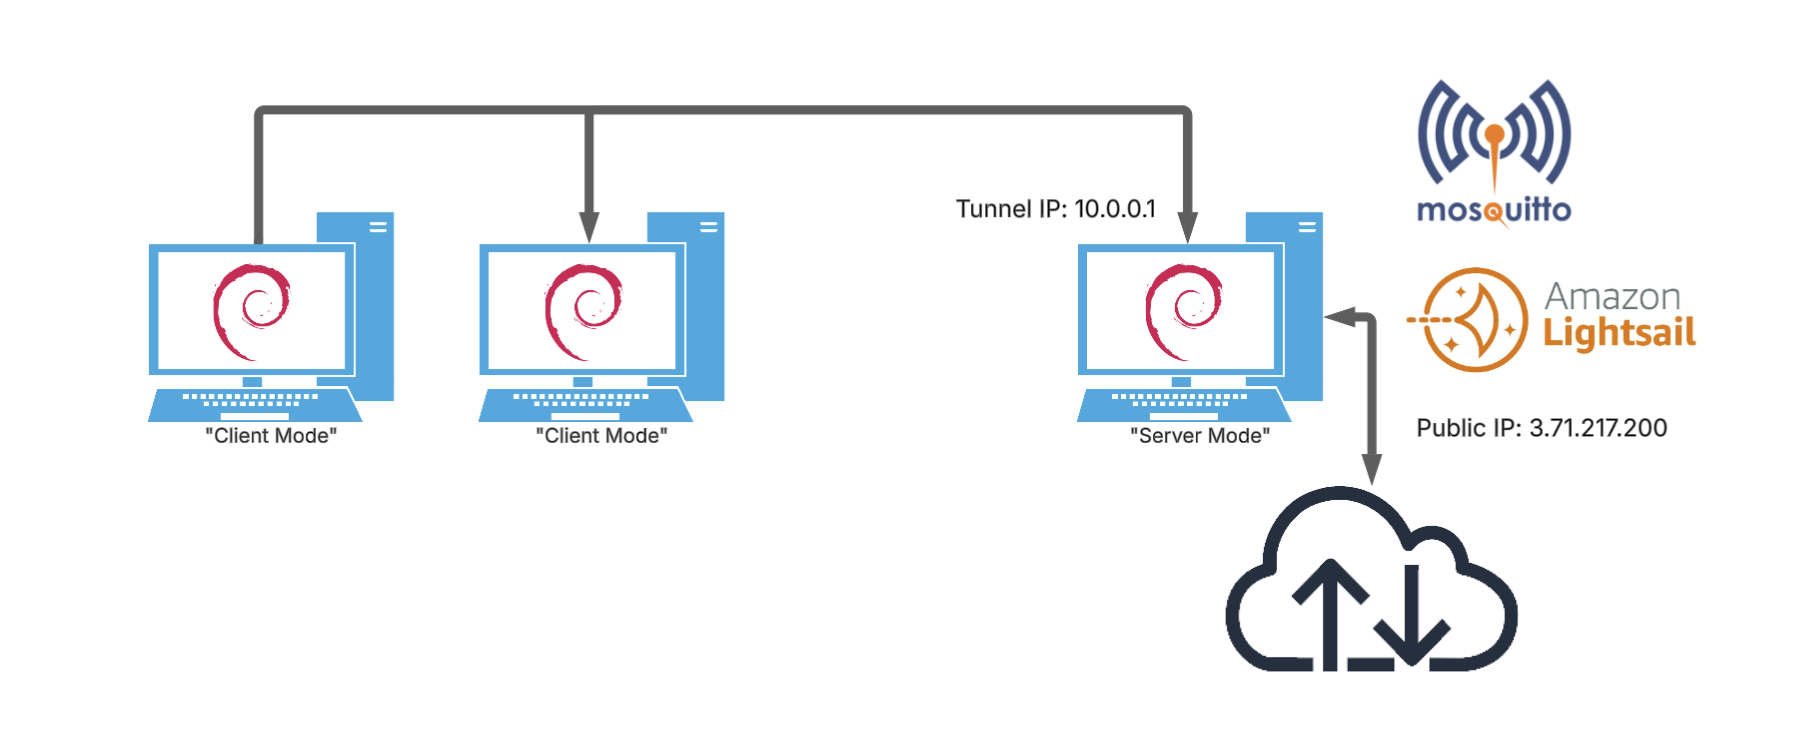 mosquitto
Tunnel IP: 10.0.0.1
Amazon
Lightsail
Public IP: 3.71.217.200
"Client Mode"
"Client Mode"
"Server Mode"